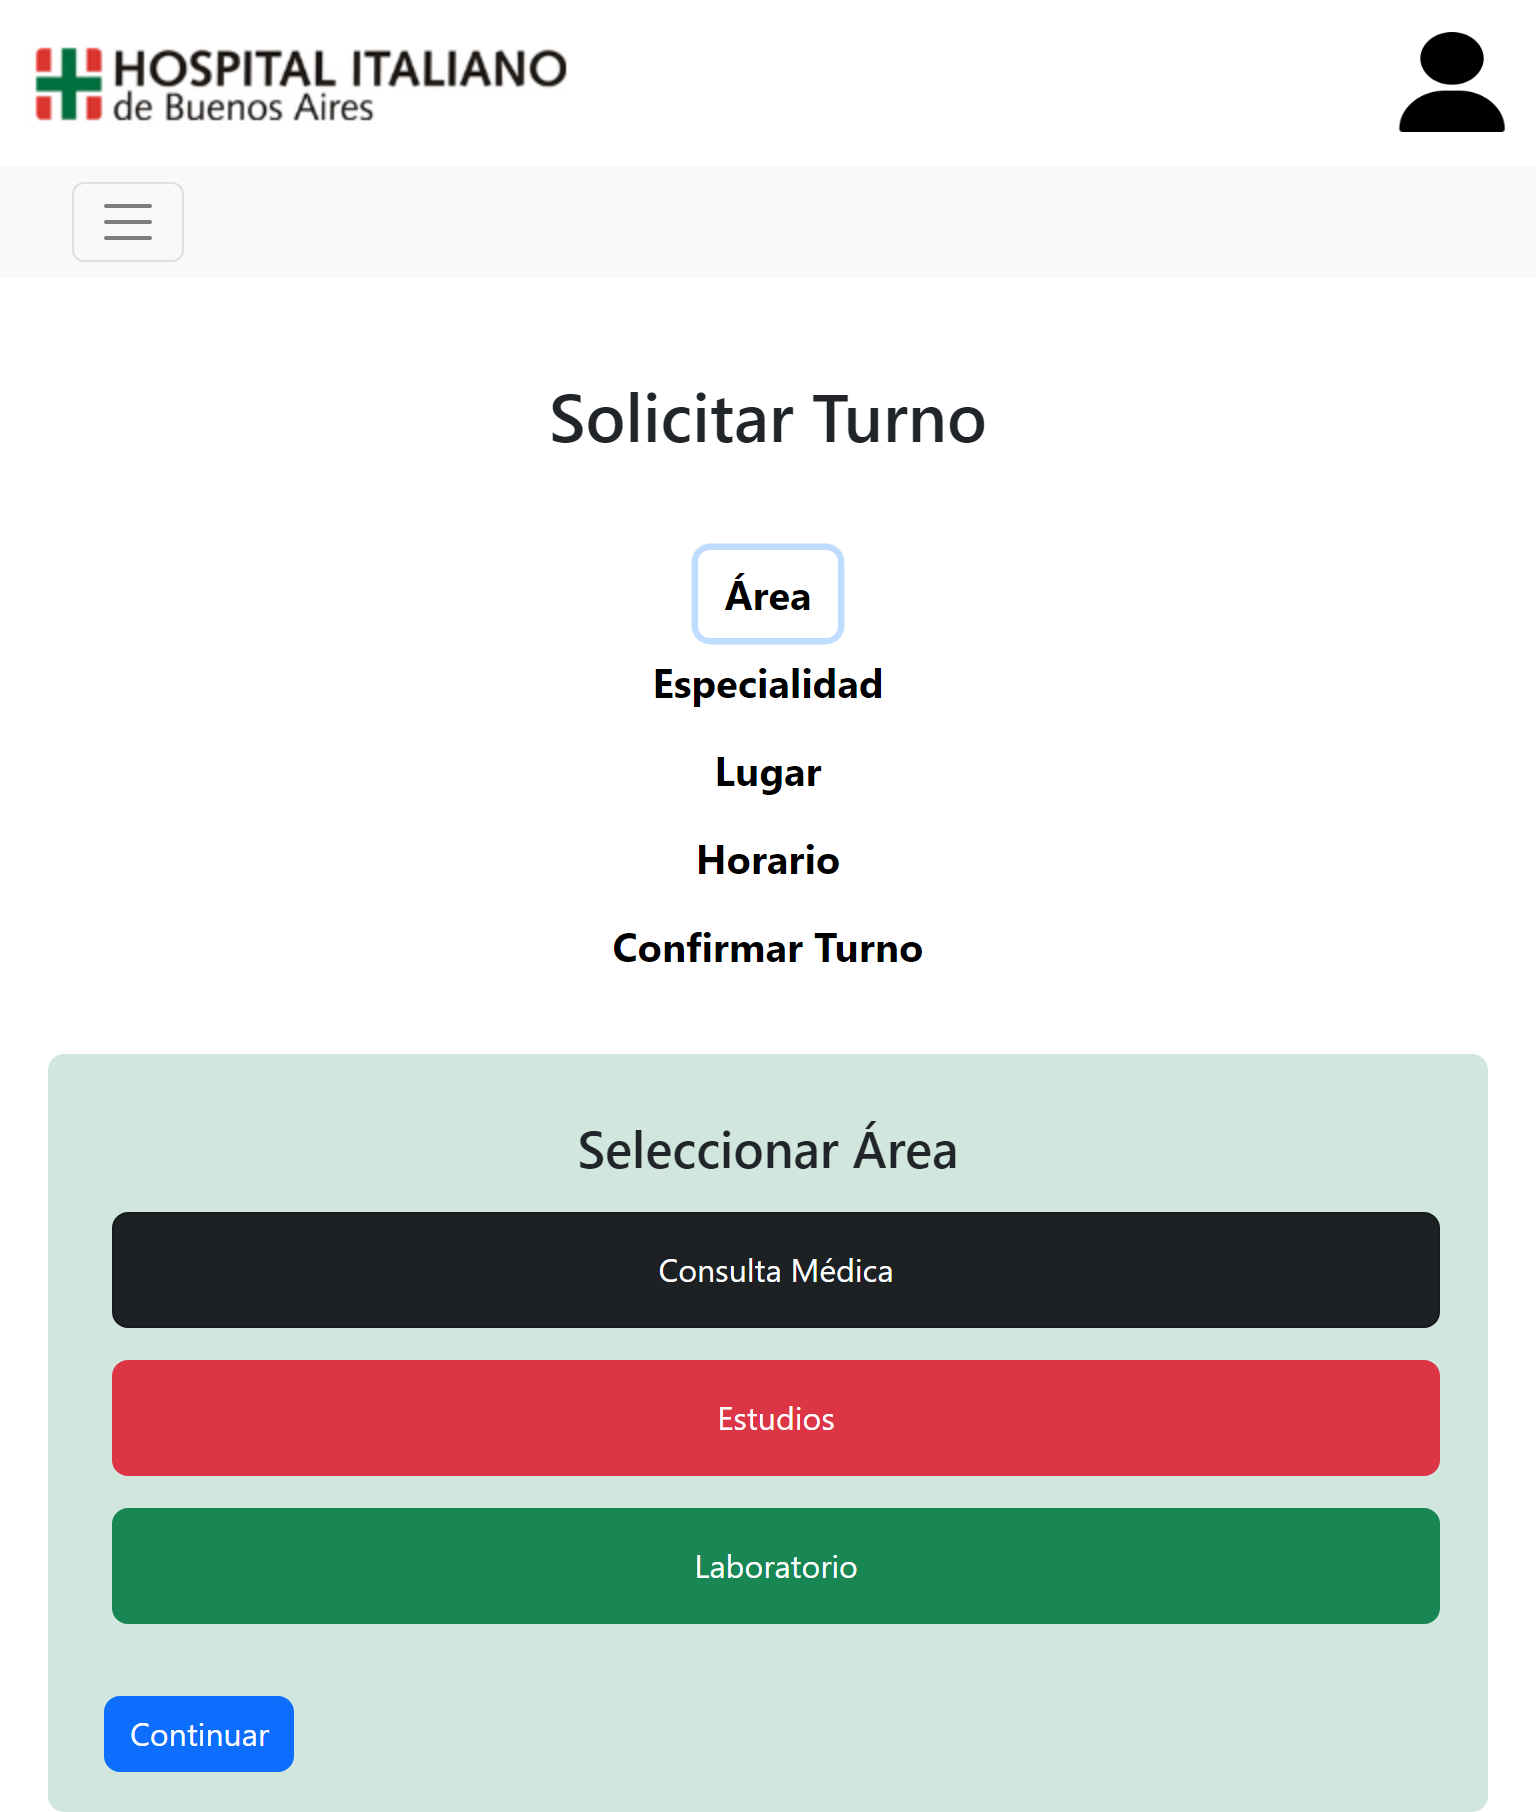 HOSPITAL ITALIANO
de Buenos Aires
Solicitar Turno
Área
Especialidad
Lugar
Horario
Confirmar Turno
Seleccionar Área
Consulta Médica
Estudios
Laboratorio
Continuar